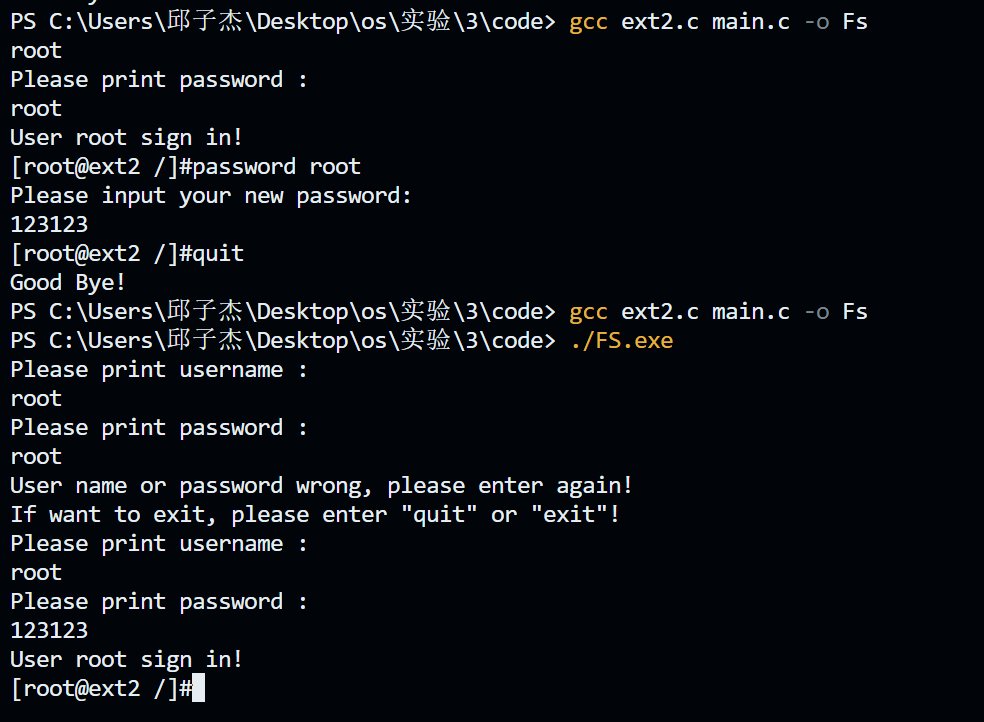 PS C:\Users\邱子杰\Desktop\os\实验\3\code> gcc ext2.c main.c -o Fs
root
Please print password :
root
User root sign in!
[root@ext2 /]#password root
Please input your new password:
123123
[root@ext2 /]#quit
Good Bye!
PS C:\Users\邱子杰\Desktop\os\实验\3\code> gcc ext2.c main.c -o Fs
PS C:\Users\邱子杰\Desktop\os\实验\3\code> ./FS.exe
Please print username :
root
Please print password :
root
User name or password wrong, please enter again!
If want to exit, please enter "quit" or "exit"!
Please print username :
root
Please print password :
123123
User root sign in!
[root@ext2 /]#